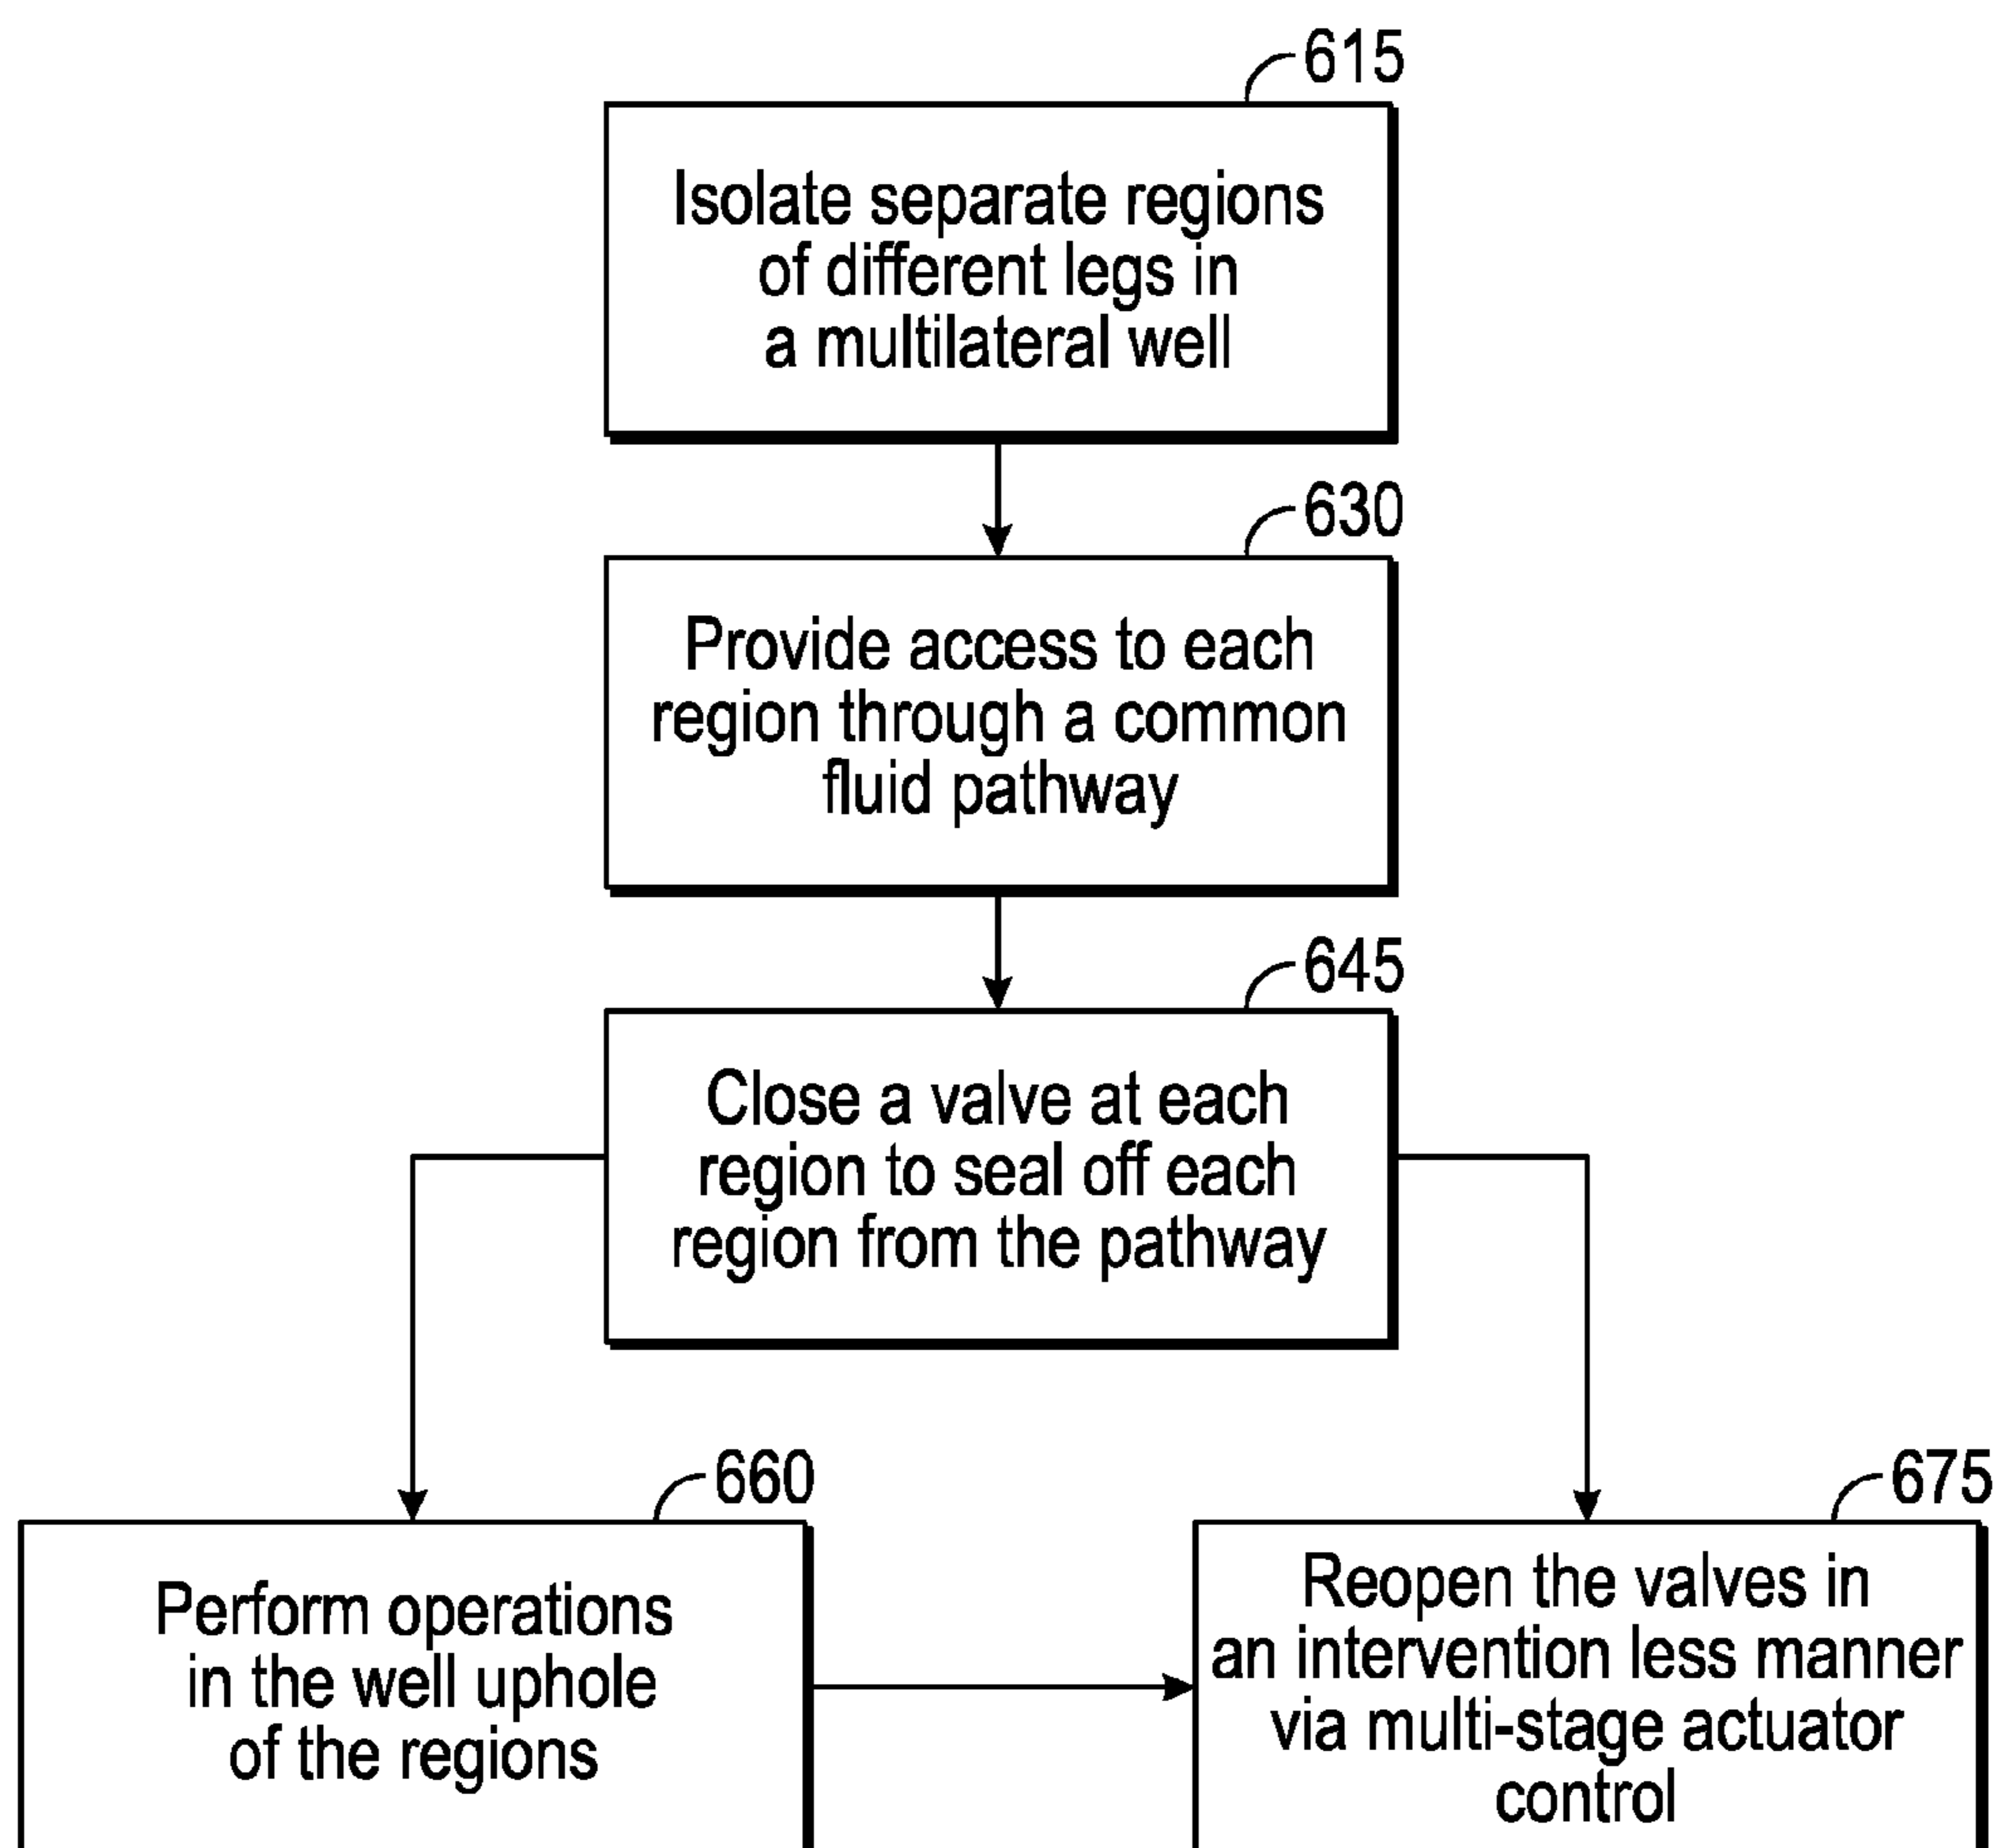 615
Isolate separate regions
of different legs in
a multilateral well
630
Provide access to each
region through a common
fluid pathway
645
Close a valve at each
region to seal off each
region from the pathway
660
Perform operations
in the well uphole
of the regions
675
Reopen the valves in
an intervention less manner
via multi-stage actuator
control